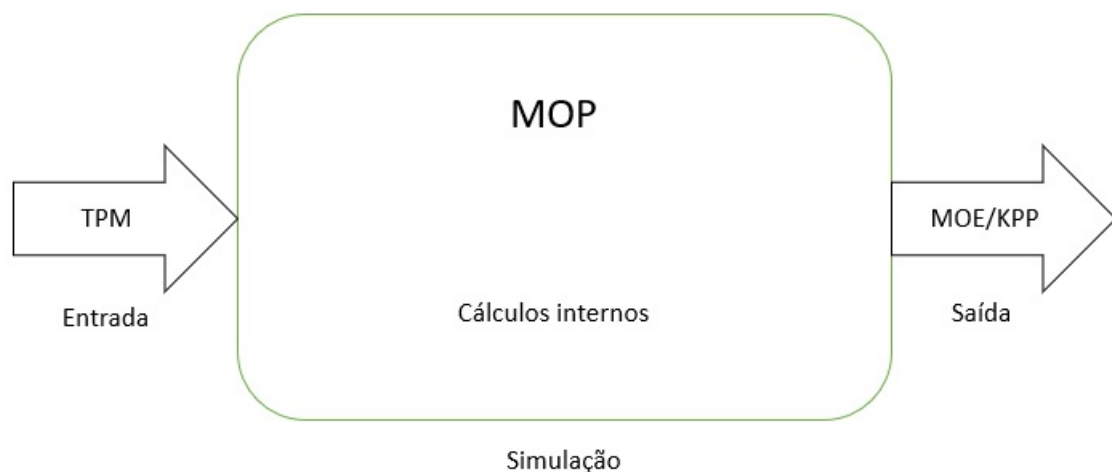 MOP
TPM
MOE/KPP
Entrada
Cálculos internos
Saída
Simulação